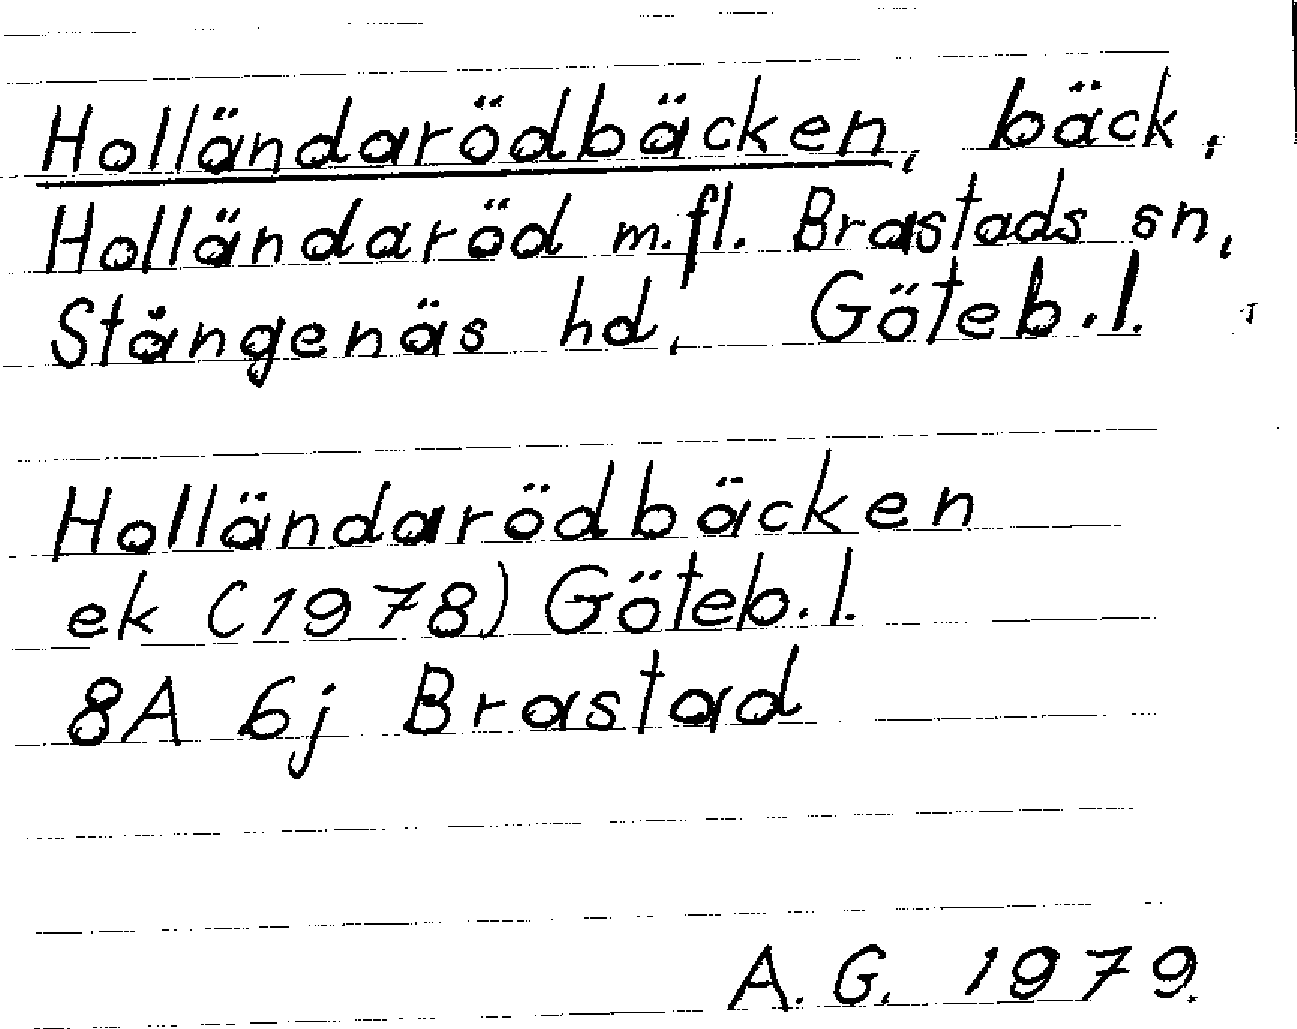 Holländarödbäcken, bäck,
Holländaröd m.fl. Brastads sn,
Stångenäs hd, Göteb.l.
Holländarödbäcken
ek (1978) Göteb.l.
8A 6j Brastad
A.G. 1979.